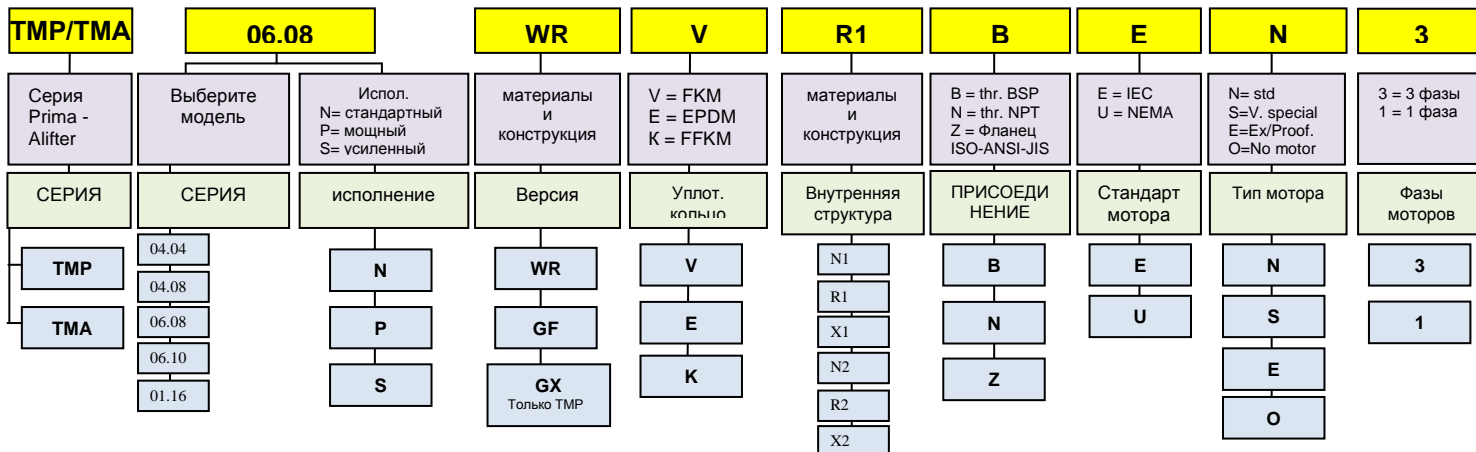 TMP/TMA
06.08
WR
V
R1
B
E
N
3
Серия
Prima -
Alifter
Выберите
модель
Испол.
N= стандартный
P= мощный
S= усиленный
материалы
и
конструкция
V = FKM
E = EPDM
К = FFKM
материалы
и
конструкция
B = thr. BSP
N = thr. NPT
Z = Фланец
ISO-ANSI-JIS
E = IEC
U = NEMA
N= std
S=V. special
E=Ex/Proof.
O=No motor
3 = 3 фазы
1 = 1 фаза
СЕРИЯ
СЕРИЯ
исполнение
Версия
Уплот.
кольцо
Внутренняя
структура
ПРИСОЕДИ
НЕНИЕ
Стандарт
мотора
Тип мотора
Фазы
моторов
TMP
TMA
04.04
04.08
06.08
06.10
01.16
N
P
S
WR
GF
GX
Только TMP
V
E
K
N1
R1
X1
N2
R2
X2
B
N
Z
E
U
N
S
E
O
3
1